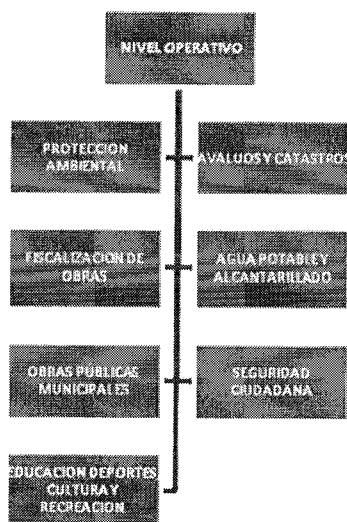 NIVEL OPERATIVO
PROTECCION
AMBIENTAL
AVALUOS Y CATASTROS
FISCALIZACION DE
OBRAS
AGUA POTABLE Y
ALCANTARILLADO
OBRAS PUBLICAS
MUNICIPALES
SEGURIDAD
CIUDADANA
EDUCACION DEPORTES
CULTURA Y
RECREACION